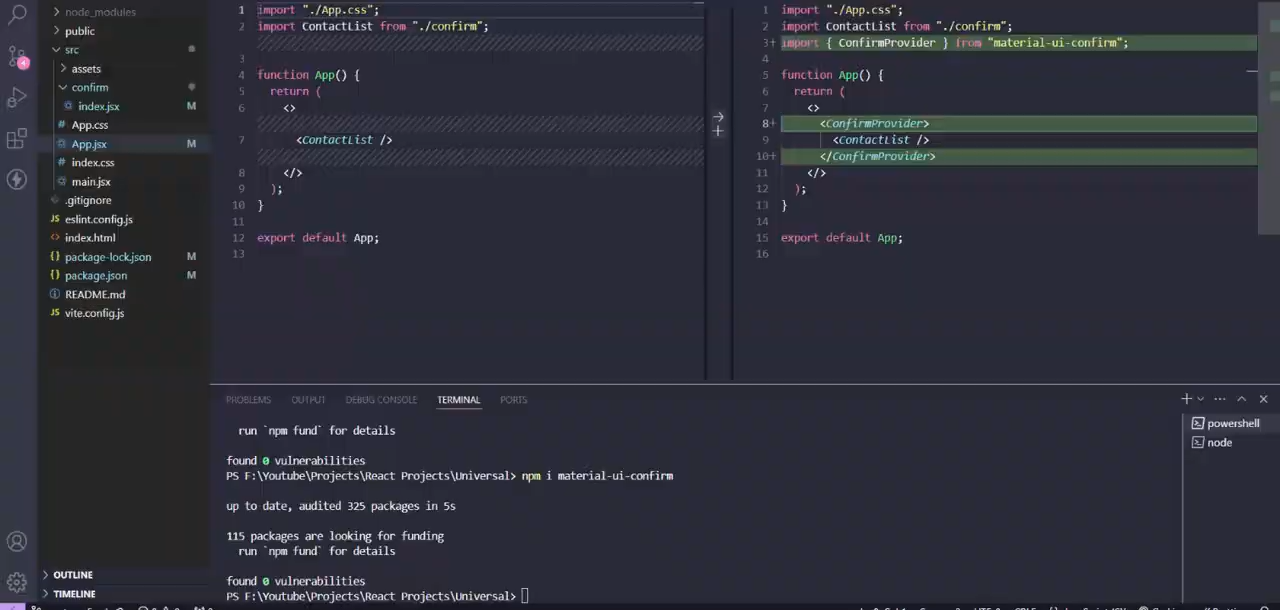 node_modules
public
src
assets
confirm
index.jsx M
App.css
App.jsx M
index.css
main.jsx
.gitignore
JS eslint.config.js
<> index.html
{} package-lock.json M
{} package.json M
README.md
JS vite.config.js
OUTLINE
TIMELINE
4
1 import "./App.css";
2 import ContactList from "./confirm";
3
4 function App() {
5 return (
6 <>
7 <ContactList />
8 </>
9 );
10 }
11
12 export default App;
13
1 import "./App.css";
2 import ContactList from "./confirm";
3+ import { ConfirmProvider } from "material-ui-confirm";
4
5 function App() {
6 return (
7 <>
8+ <ConfirmProvider>
9 <ContactList />
10+ </ConfirmProvider>
11 </>
12 );
13 }
14
15 export default App;
16
PROBLEMS OUTPUT DEBUG CONSOLE TERMINAL PORTS
run `npm fund` for details
found 0 vulnerabilities
PS F:\Youtube\Projects\React Projects\Universal> npm i material-ui-confirm
up to date, audited 325 packages in 5s
115 packages are looking for funding
run `npm fund` for details
found 0 vulnerabilities
PS F:\Youtube\Projects\React Projects\Universal>
powershell
node